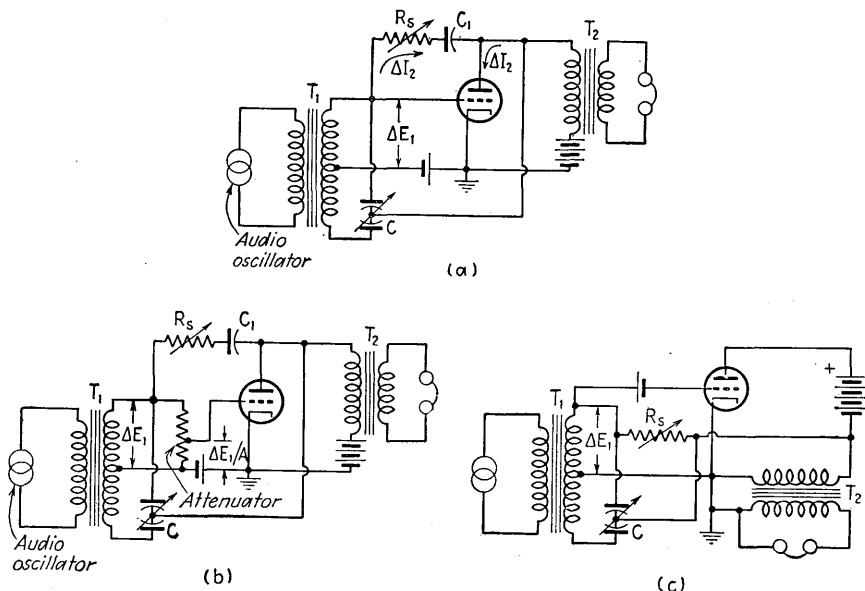 R_S
C_1
ΔI_2
ΔI_2
T_2
T_1
ΔE_1
C
Audio
oscillator
(a)
R_S
C_1
T_2
T_1
ΔE_1
ΔE_1/A
Attenuator
C
Audio
oscillator
(b)
+
T_1
R_S
ΔE_1
T_2
C
(c)